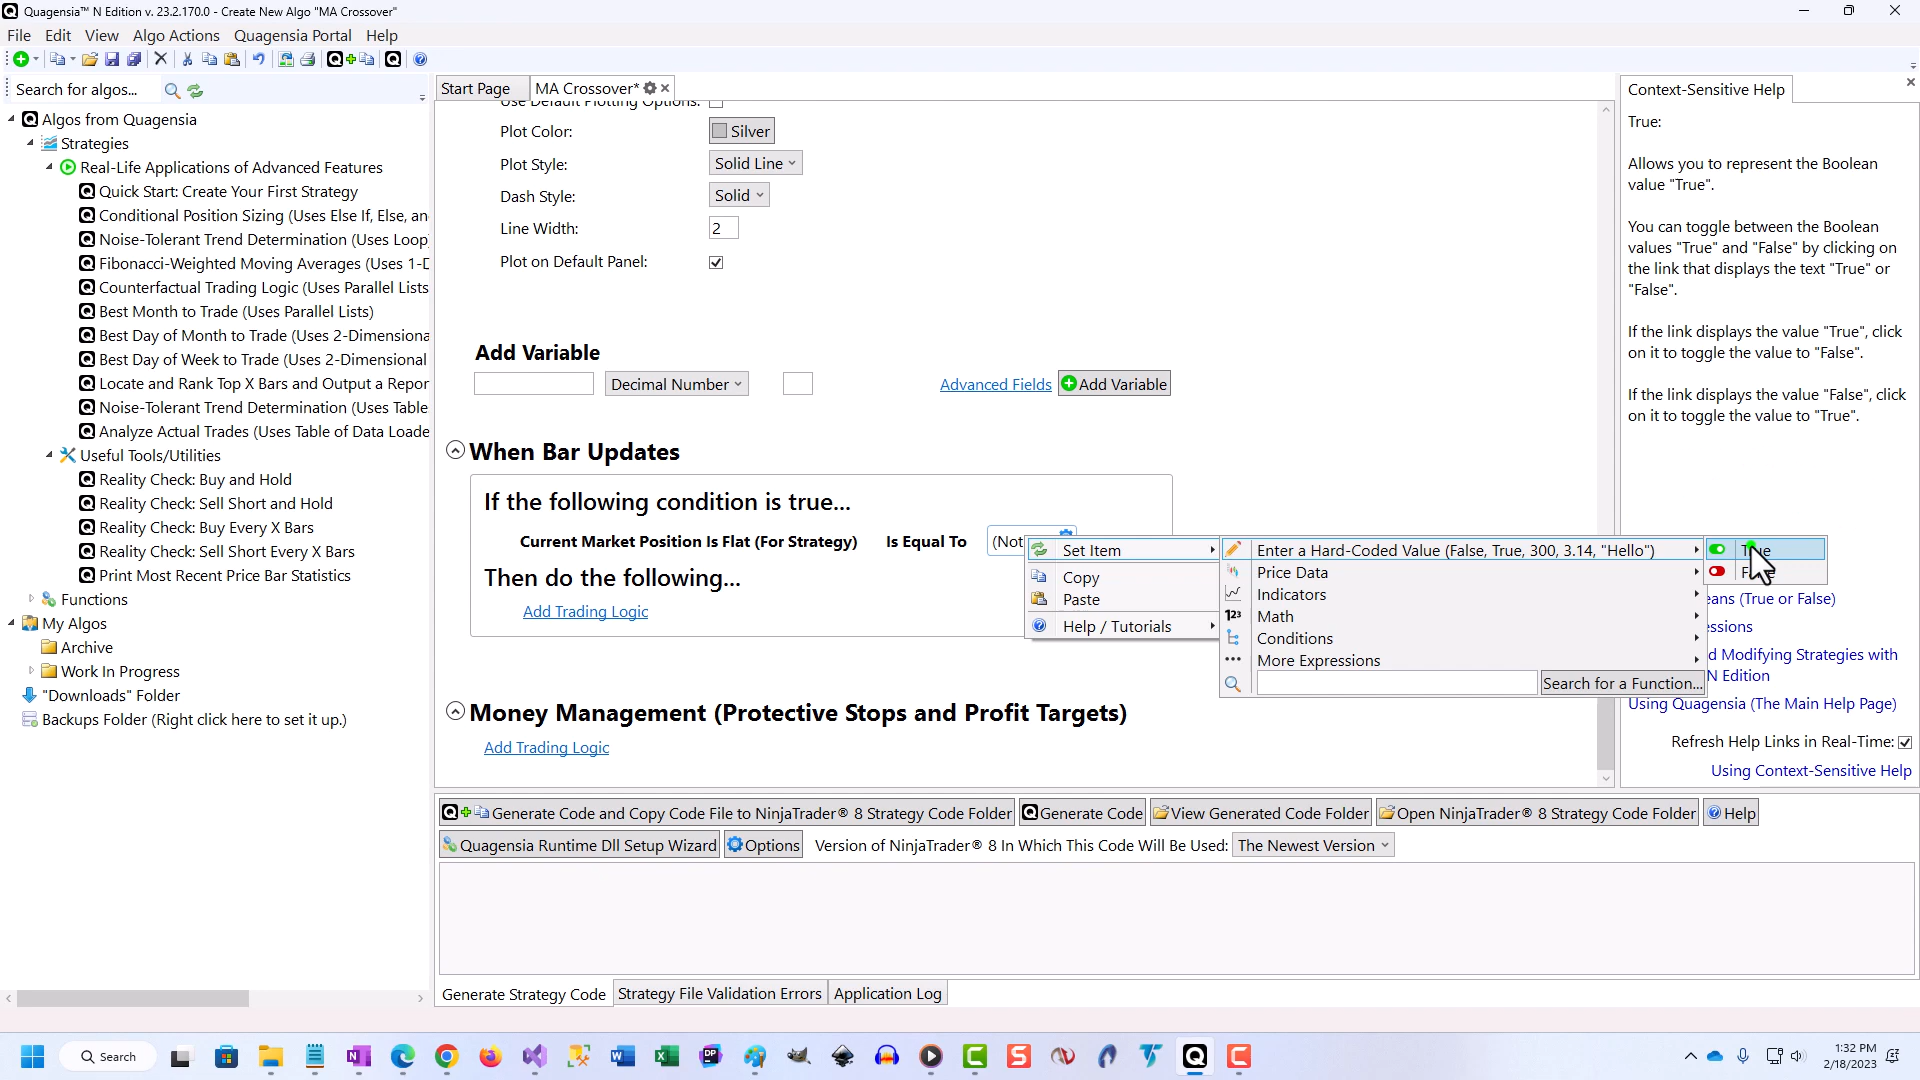 Quagensia™ N Edition v. 23.2.170.0 - Create New Algo "MA Crossover"
File Edit View Algo Actions Quagensia Portal Help
Search for algos...
Algos from Quagensia
Strategies
Real-Life Applications of Advanced Features
Quick Start: Create Your First Strategy
Conditional Position Sizing (Uses Else If, Else, an
Noise-Tolerant Trend Determination (Uses Loop
Fibonacci-Weighted Moving Averages (Uses 1-D
Counterfactual Trading Logic (Uses Parallel Lists
Best Month to Trade (Uses Parallel Lists)
Best Day of Month to Trade (Uses 2-Dimensiona
Best Day of Week to Trade (Uses 2-Dimensional
Locate and Rank Top X Bars and Output a Repor
Noise-Tolerant Trend Determination (Uses Table
Analyze Actual Trades (Uses Table of Data Loade
Useful Tools/Utilities
Reality Check: Buy and Hold
Reality Check: Sell Short and Hold
Reality Check: Buy Every X Bars
Reality Check: Sell Short Every X Bars
Print Most Recent Price Bar Statistics
Functions
My Algos
Archive
Work In Progress
"Downloads" Folder
Backups Folder (Right click here to set it up.)
Start Page MA Crossover*
Use Default Plotting Options:
Plot Color: Silver
Plot Style: Solid Line
Dash Style: Solid
Line Width: 2
Plot on Default Panel:
Add Variable
Decimal Number Advanced Fields Add Variable
When Bar Updates
If the following condition is true...
Current Market Position Is Flat (For Strategy) Is Equal To (Not
Then do the following...
Add Trading Logic
Set Item
Copy
Paste
Help / Tutorials
Enter a Hard-Coded Value (False, True, 300, 3.14, "Hello")
Price Data
Indicators
Math
Conditions
More Expressions
Search for a Function...
Money Management (Protective Stops and Profit Targets)
Add Trading Logic
Context-Sensitive Help
True:
Allows you to represent the Boolean
value "True".
You can toggle between the Boolean
values "True" and "False" by clicking on
the link that displays the text "True" or
"False".
If the link displays the value "True", click
on it to toggle the value to "False".
If the link displays the value "False", click
on it to toggle the value to "True".
eans (True or False)
essions
d Modifying Strategies with
N Edition
Using Quagensia (The Main Help Page)
Refresh Help Links in Real-Time:
Using Context-Sensitive Help
Generate Code and Copy Code File to NinjaTrader® 8 Strategy Code Folder Generate Code View Generated Code Folder Open NinjaTrader® 8 Strategy Code Folder Help
Quagensia Runtime Dll Setup Wizard Options Version of NinjaTrader® 8 In Which This Code Will Be Used: The Newest Version
Generate Strategy Code Strategy File Validation Errors Application Log
Search
1:32 PM
2/18/2023